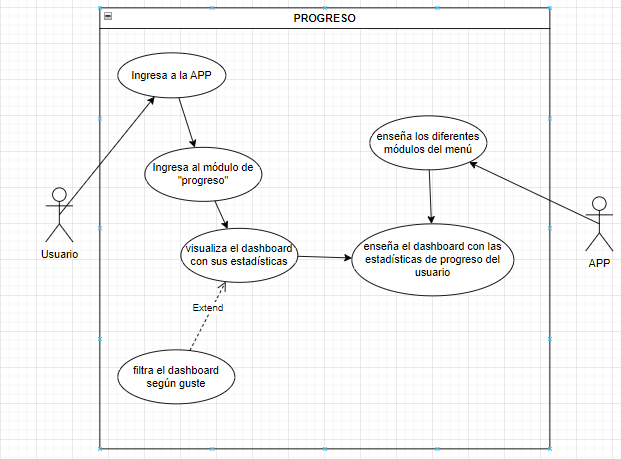 PROGRESO
Ingresa a la APP
enseña los diferentes
módulos del menú
Ingresa al módulo de
"progreso"
visualiza el dashboard
con sus estadísticas
enseña el dashboard con las
estadísticas de progreso del
usuario
Usuario
APP
Extend
filtra el dashboard
según guste